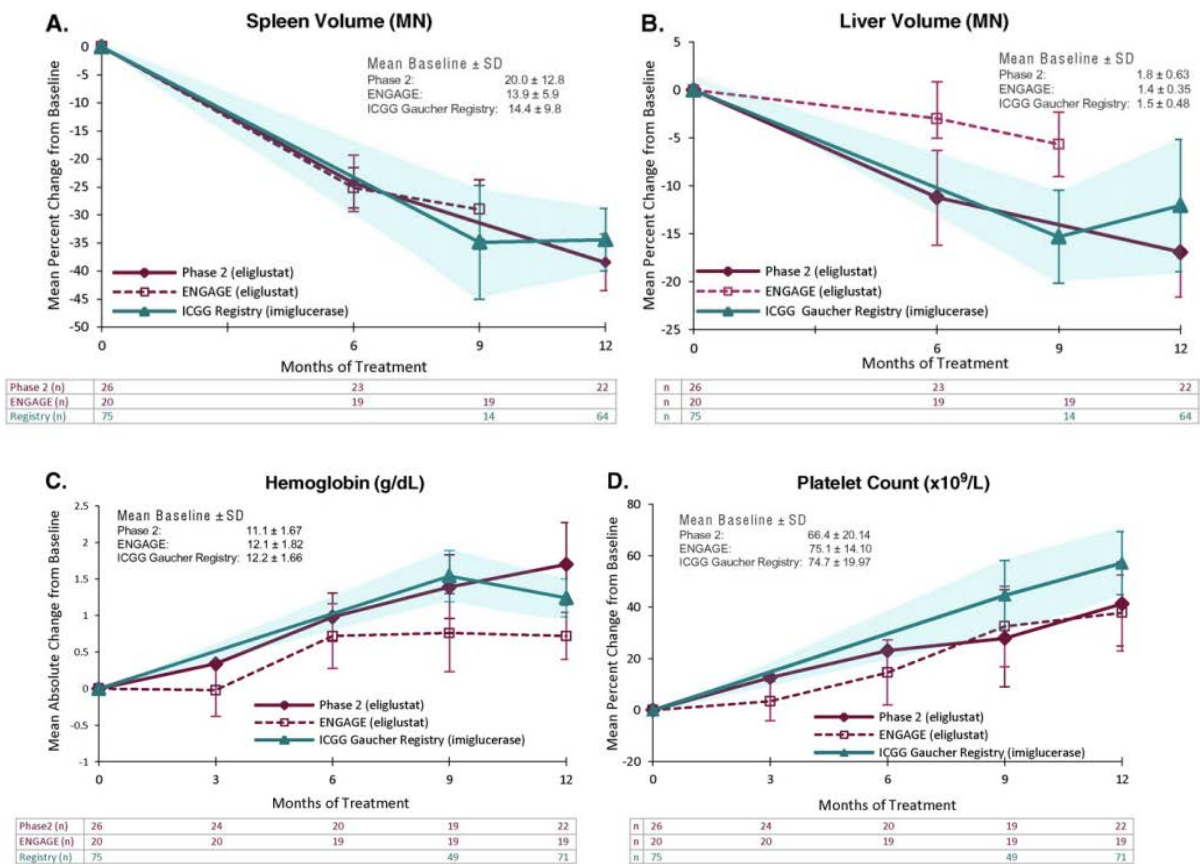 A. Spleen Volume (MN)
Mean Percent Change from Baseline
0
-5
-10
-15
-20
-25
-30
-35
-40
-45
-50
Mean Baseline ± SD
Phase 2: 20.0 ± 12.8
ENGAGE: 13.9 ± 5.9
ICGG Gaucher Registry: 14.4 ± 9.8
Phase 2 (eliglustat)
ENGAGE (eliglustat)
ICGG Registry (imiglucerase)
0 6 9 12
Months of Treatment
Phase 2 (n) 26 23 22
ENGAGE (n) 20 19 19
Registry (n) 75 14 64
B. Liver Volume (MN)
Mean Percent Change from Baseline
5
0
-5
-10
-15
-20
-25
Mean Baseline ± SD
Phase 2: 1.8 ± 0.63
ENGAGE: 1.4 ± 0.35
ICGG Gaucher Registry: 1.5 ± 0.48
Phase 2 (eliglustat)
ENGAGE (eliglustat)
ICGG Gaucher Registry (imiglucerase)
0 6 9 12
Months of Treatment
n 26 23 22
n 20 19 19
n 75 14 64
C. Hemoglobin (g/dL)
Mean Absolute Change from Baseline
2.5
2
1.5
1
0.5
0
-0.5
-1
Mean Baseline ± SD
Phase 2: 11.1 ± 1.67
ENGAGE: 12.1 ± 1.82
ICGG Gaucher Registry: 12.2 ± 1.66
Phase 2 (eliglustat)
ENGAGE (eliglustat)
ICGG Gaucher Registry (imiglucerase)
0 3 6 9 12
Months of Treatment
Phase2 (n) 26 24 20 19 22
ENGAGE (n) 20 20 19 19 19
Registry (n) 75 49 71
D. Platelet Count (x10⁹/L)
Mean Percent Change from Baseline
80
60
40
20
0
-20
Mean Baseline ± SD
Phase 2: 66.4 ± 20.14
ENGAGE: 75.1 ± 14.10
ICGG Gaucher Registry: 74.7 ± 19.97
Phase 2 (eliglustat)
ENGAGE (eliglustat)
ICGG Gaucher Registry (imiglucerase)
0 3 6 9 12
Months of Treatment
n 26 24 20 19 22
n 20 20 19 19 19
n 75 49 71